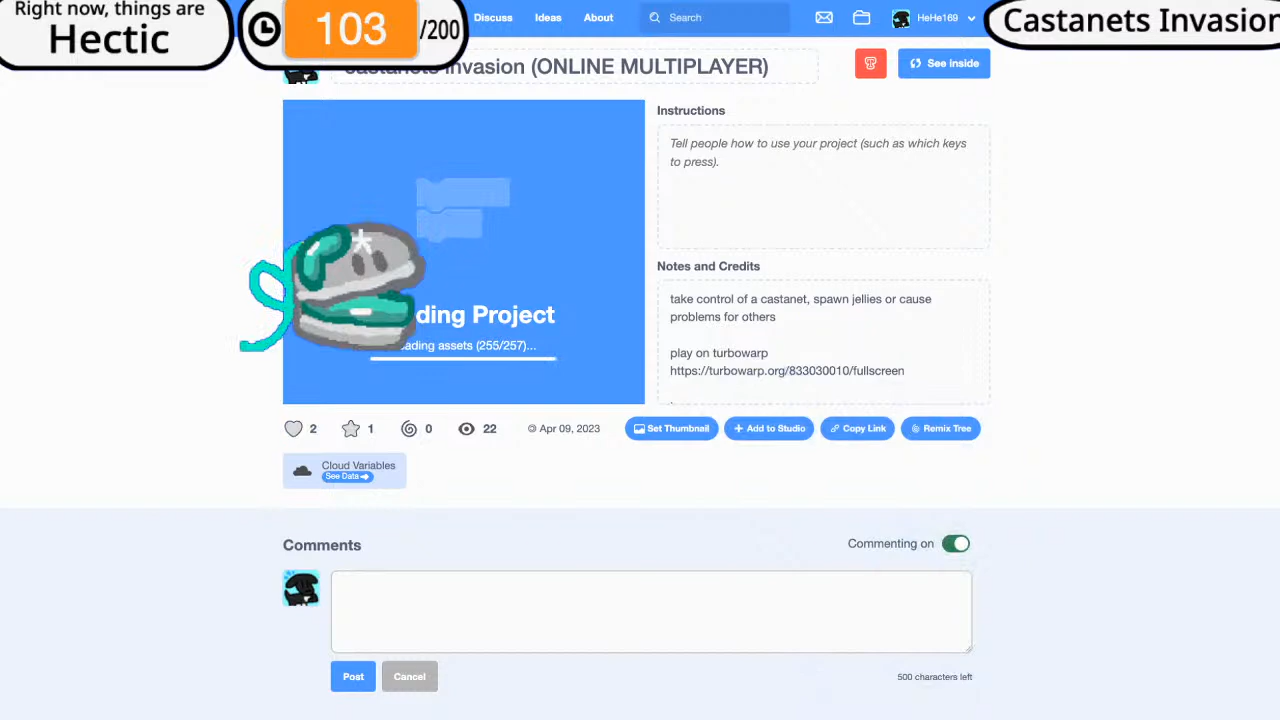 Right now, things are
Hectic
103
/200
Discuss
Ideas
About
Search
HeHe169
Castanets Invasion
castanets invasion (ONLINE MULTIPLAYER)
See inside
Instructions
Tell people how to use your project (such as which keys
to press).
ding Project
ading assets (255/257)...
Notes and Credits
take control of a castanet, spawn jellies or cause
problems for others
play on turbowarp
https://turbowarp.org/833030010/fullscreen
2
1
0
22
© Apr 09, 2023
Set Thumbnail
Add to Studio
Copy Link
Remix Tree
Cloud Variables
See Data
Comments
Commenting on
Post
Cancel
500 characters left